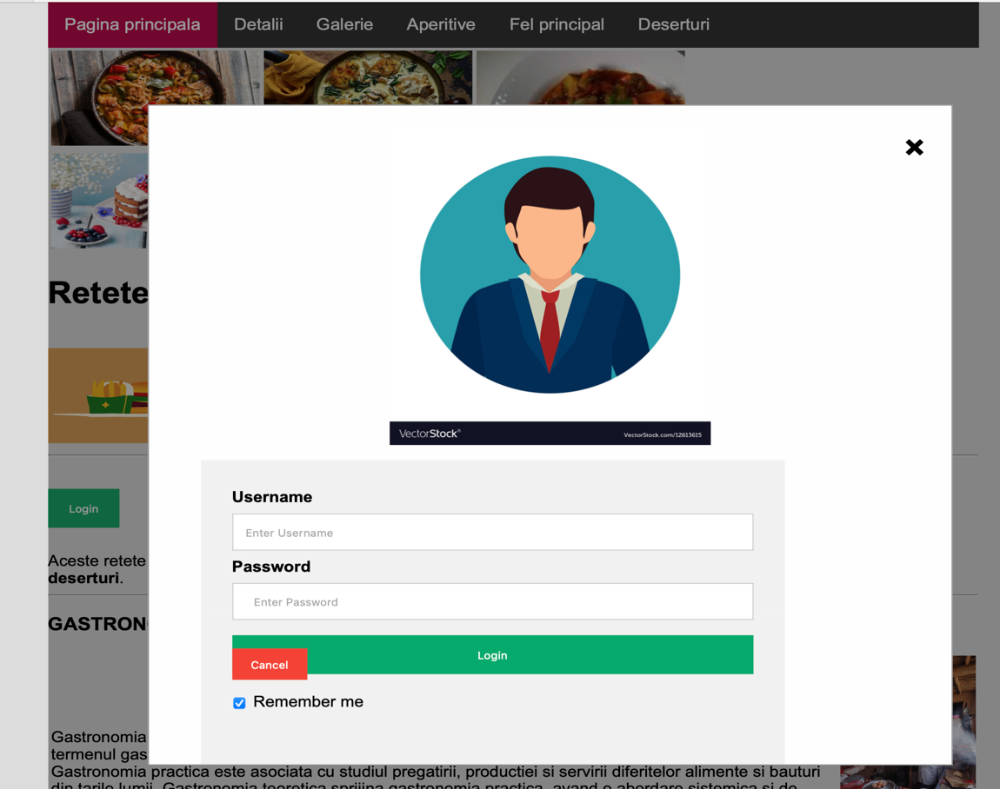 Pagina principala Detalii Galerie Aperitive Fel principal Deserturi
Retete
VectorStock®
VectorStock.com/12613615
Username
Enter Username
Password
Enter Password
Login
Cancel
Remember me
Login
Aceste retete
deserturi.
GASTRON
Gastronomia
termenul gas
Gastronomia practica este asociata cu studiul pregatirii, productiei si servirii diferitelor alimente si bauturi
din tarile lumii. Gastronomia teoretica sprijina gastronomia practica, avand o abordare sistemica si de